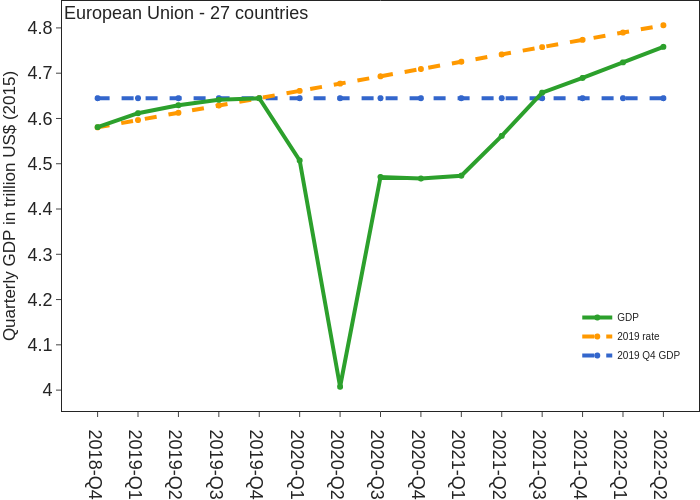 European Union - 27 countries
Quarterly GDP in trillion US$ (2015)
4.8
4.7
4.6
4.5
4.4
4.3
4.2
4.1
4
GDP
2019 rate
2019 Q4 GDP
2018-Q4
2019-Q1
2019-Q2
2019-Q3
2019-Q4
2020-Q1
2020-Q2
2020-Q3
2020-Q4
2021-Q1
2021-Q2
2021-Q3
2021-Q4
2022-Q1
2022-Q2